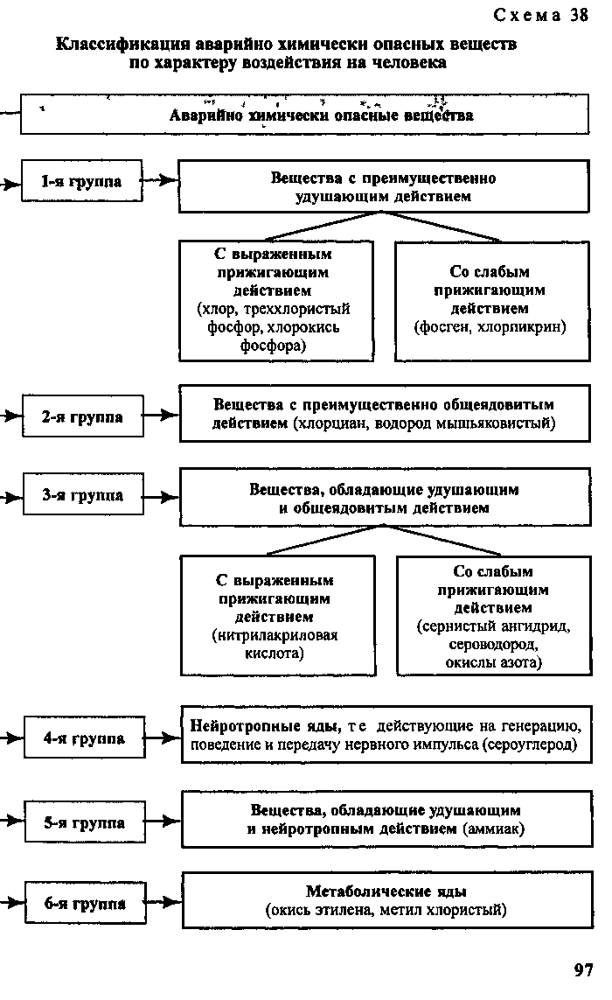 Схема 38
Классификация аварийно химически опасных веществ
по характеру воздействия на человека
Аварийно химически опасные вещества
1-я группа
Вещества с преимущественно
удушающим действием
С выраженным
прижигающим
действием
(хлор, треххлористый
фосфор, хлорокись
фосфора)
Со слабым
прижигающим
действием
(фосген, хлорпикрин)
2-я группа
Вещества с преимущественно общеядовитым
действием (хлорциан, водород мышьяковистый)
3-я группа
Вещества, обладающие удушающим
и общеядовитым действием
С выраженным
прижигающим
действием
(нитрилакриловая
кислота)
Со слабым
прижигающим
действием
(сернистый ангидрид,
сероводород,
окислы азота)
4-я группа
Нейротропные яды, т е действующие на генерацию,
поведение и передачу нервного импульса (сероуглерод)
5-я группа
Вещества, обладающие удушающим
и нейротропным действием (аммиак)
6-я группа
Метаболические яды
(окись этилена, метил хлористый)
97